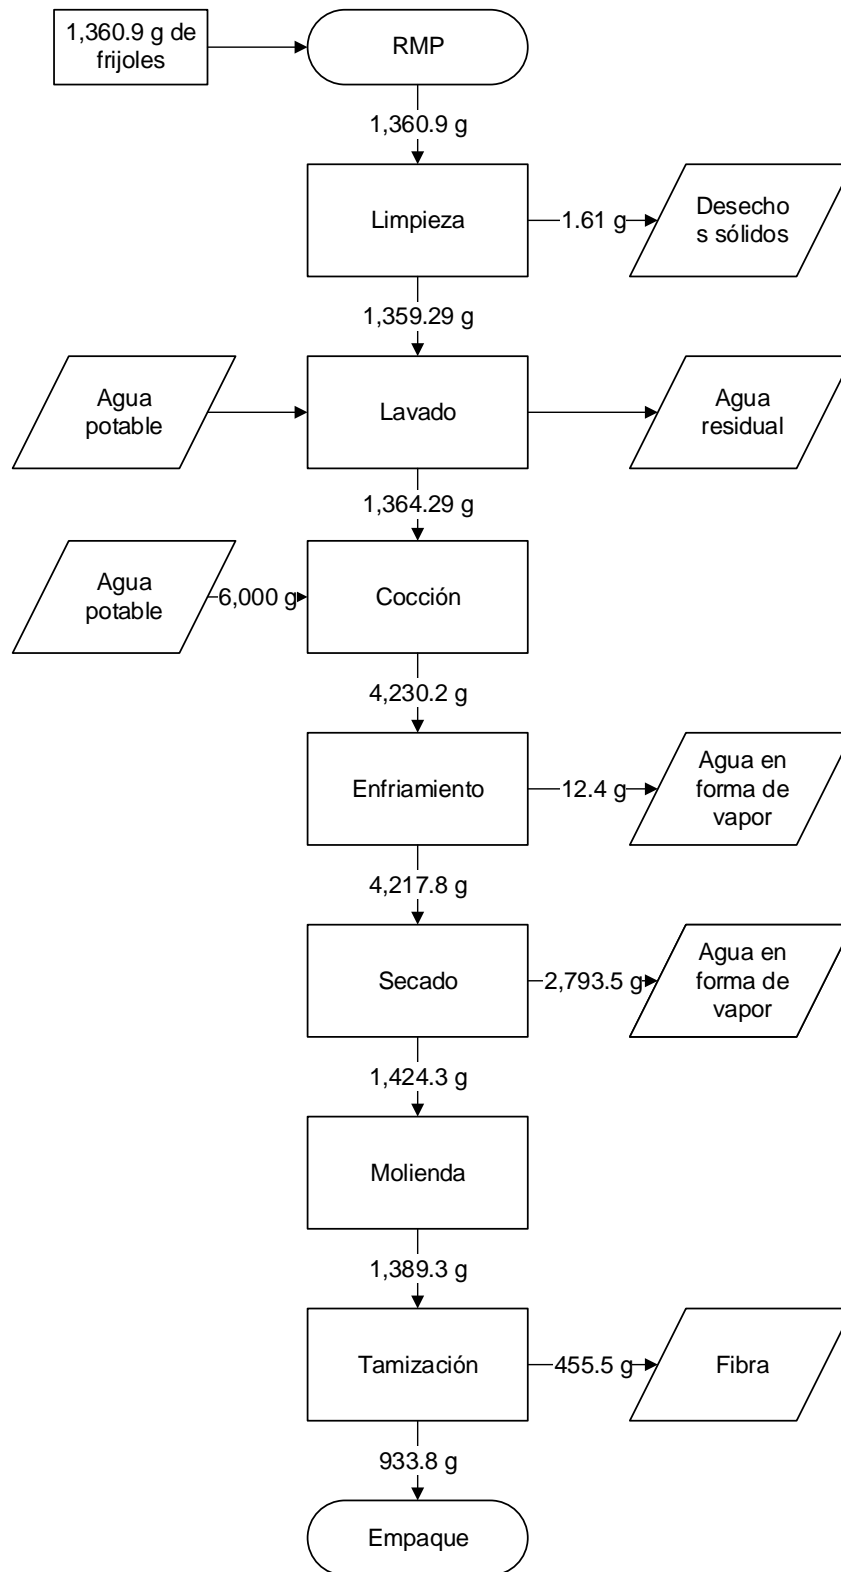 1,360.9 g de
frijoles
RMP
1,360.9 g
Limpieza
1.61 g
Desecho
s sólidos
1,359.29 g
Agua
potable
Lavado
Agua
residual
1,364.29 g
Agua
potable
6,000 g
Cocción
4,230.2 g
Enfriamiento
12.4 g
Agua en
forma de
vapor
4,217.8 g
Secado
2,793.5 g
Agua en
forma de
vapor
1,424.3 g
Molienda
1,389.3 g
Tamización
455.5 g
Fibra
933.8 g
Empaque